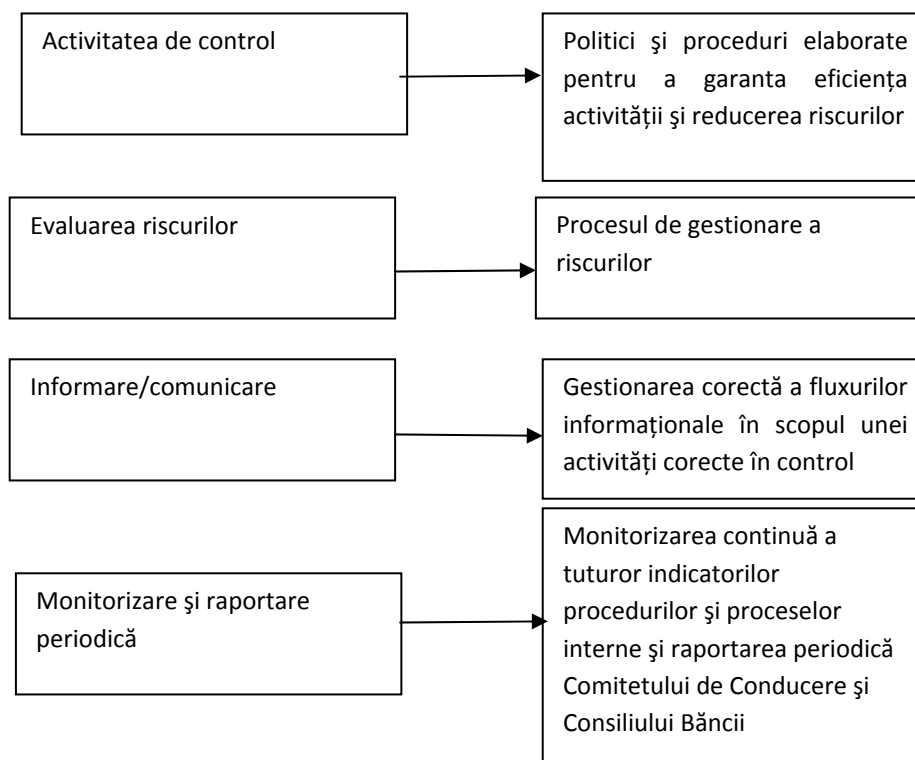 Activitatea de control
Politici şi proceduri elaborate
pentru a garanta eficiența
activității şi reducerea riscurilor
Evaluarea riscurilor
Procesul de gestionare a
riscurilor
Informare/comunicare
Gestionarea corectă a fluxurilor
informaționale în scopul unei
activități corecte în control
Monitorizare şi raportare
periodică
Monitorizarea continuă a
tuturor indicatorilor
procedurilor şi proceselor
interne şi raportarea periodică
Comitetului de Conducere şi
Consiliului Băncii